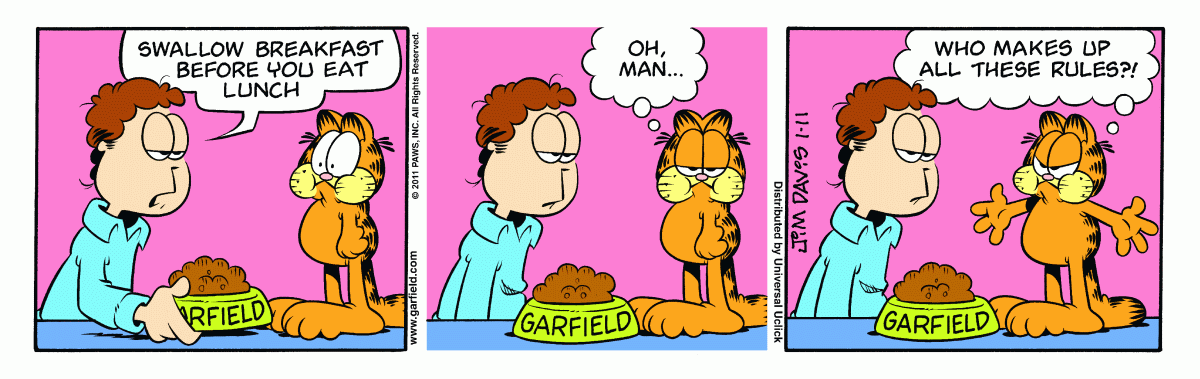 SWALLOW BREAKFAST
BEFORE YOU EAT
LUNCH
ARFIELD
© 2011 PAWS, INC. All Rights Reserved.
www.garfield.com
OH,
MAN...
GARFIELD
Distributed by Universal Uclick
WHO MAKES UP
ALL THESE RULES?!
JIM DAVIS 1-11
GARFIELD